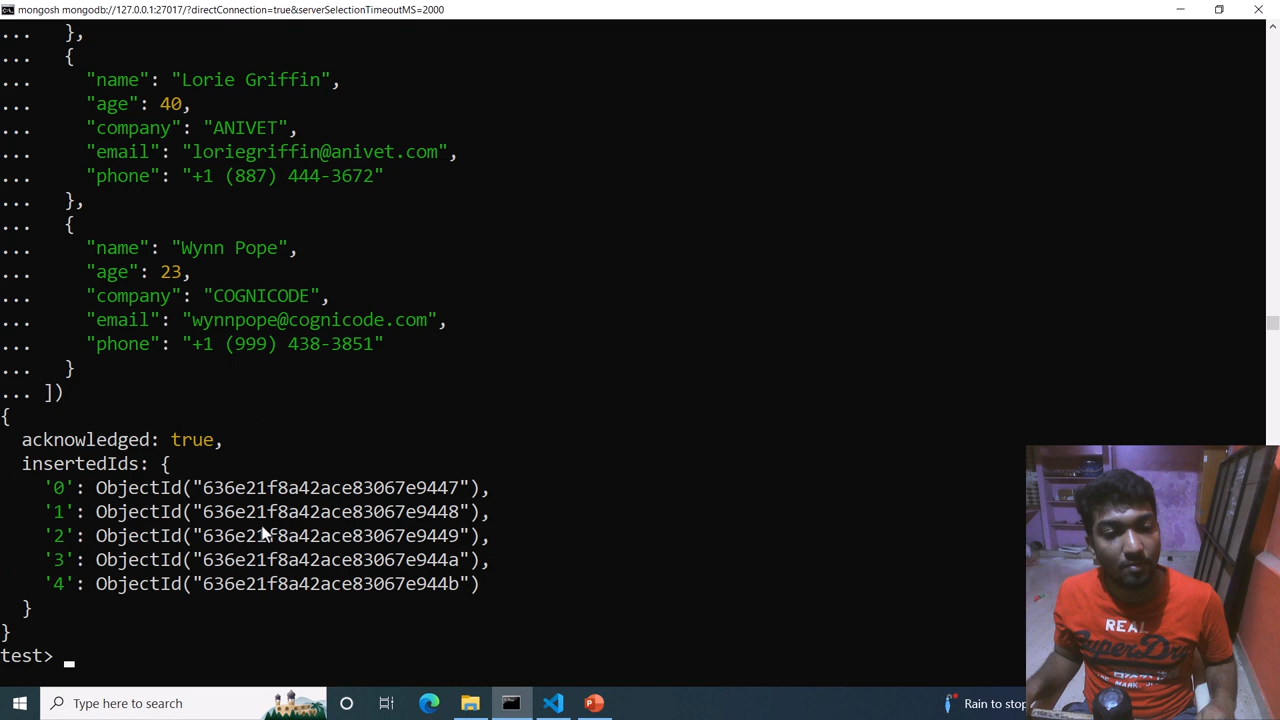 mongosh mongodb://127.0.0.1:27017/?directConnection=true&serverSelectionTimeoutMS=2000
... },
... {
... "name": "Lorie Griffin",
... "age": 40,
... "company": "ANIVET",
... "email": "loriegriffin@anivet.com",
... "phone": "+1 (887) 444-3672"
... },
... {
... "name": "Wynn Pope",
... "age": 23,
... "company": "COGNICODE",
... "email": "wynnpope@cognicode.com",
... "phone": "+1 (999) 438-3851"
... }
... ])
{
acknowledged: true,
insertedIds: {
'0': ObjectId("636e21f8a42ace83067e9447"),
'1': ObjectId("636e21f8a42ace83067e9448"),
'2': ObjectId("636e21f8a42ace83067e9449"),
'3': ObjectId("636e21f8a42ace83067e944a"),
'4': ObjectId("636e21f8a42ace83067e944b")
}
}
test>
REAL
SuperDry
Type here to search
Rain to stop